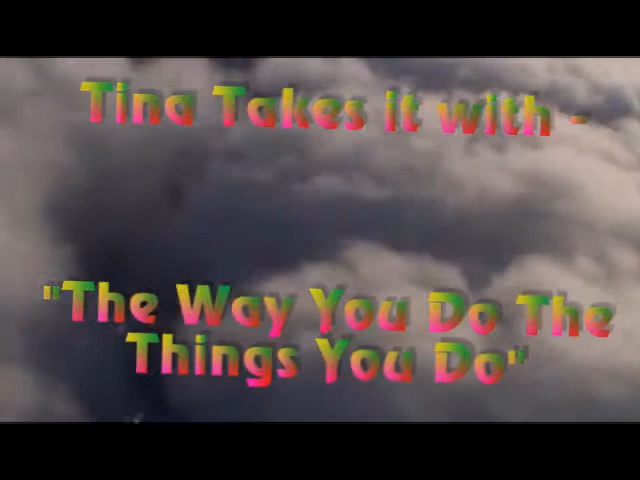 Tina Takes it with -
"The Way You Do The
Things You Do"